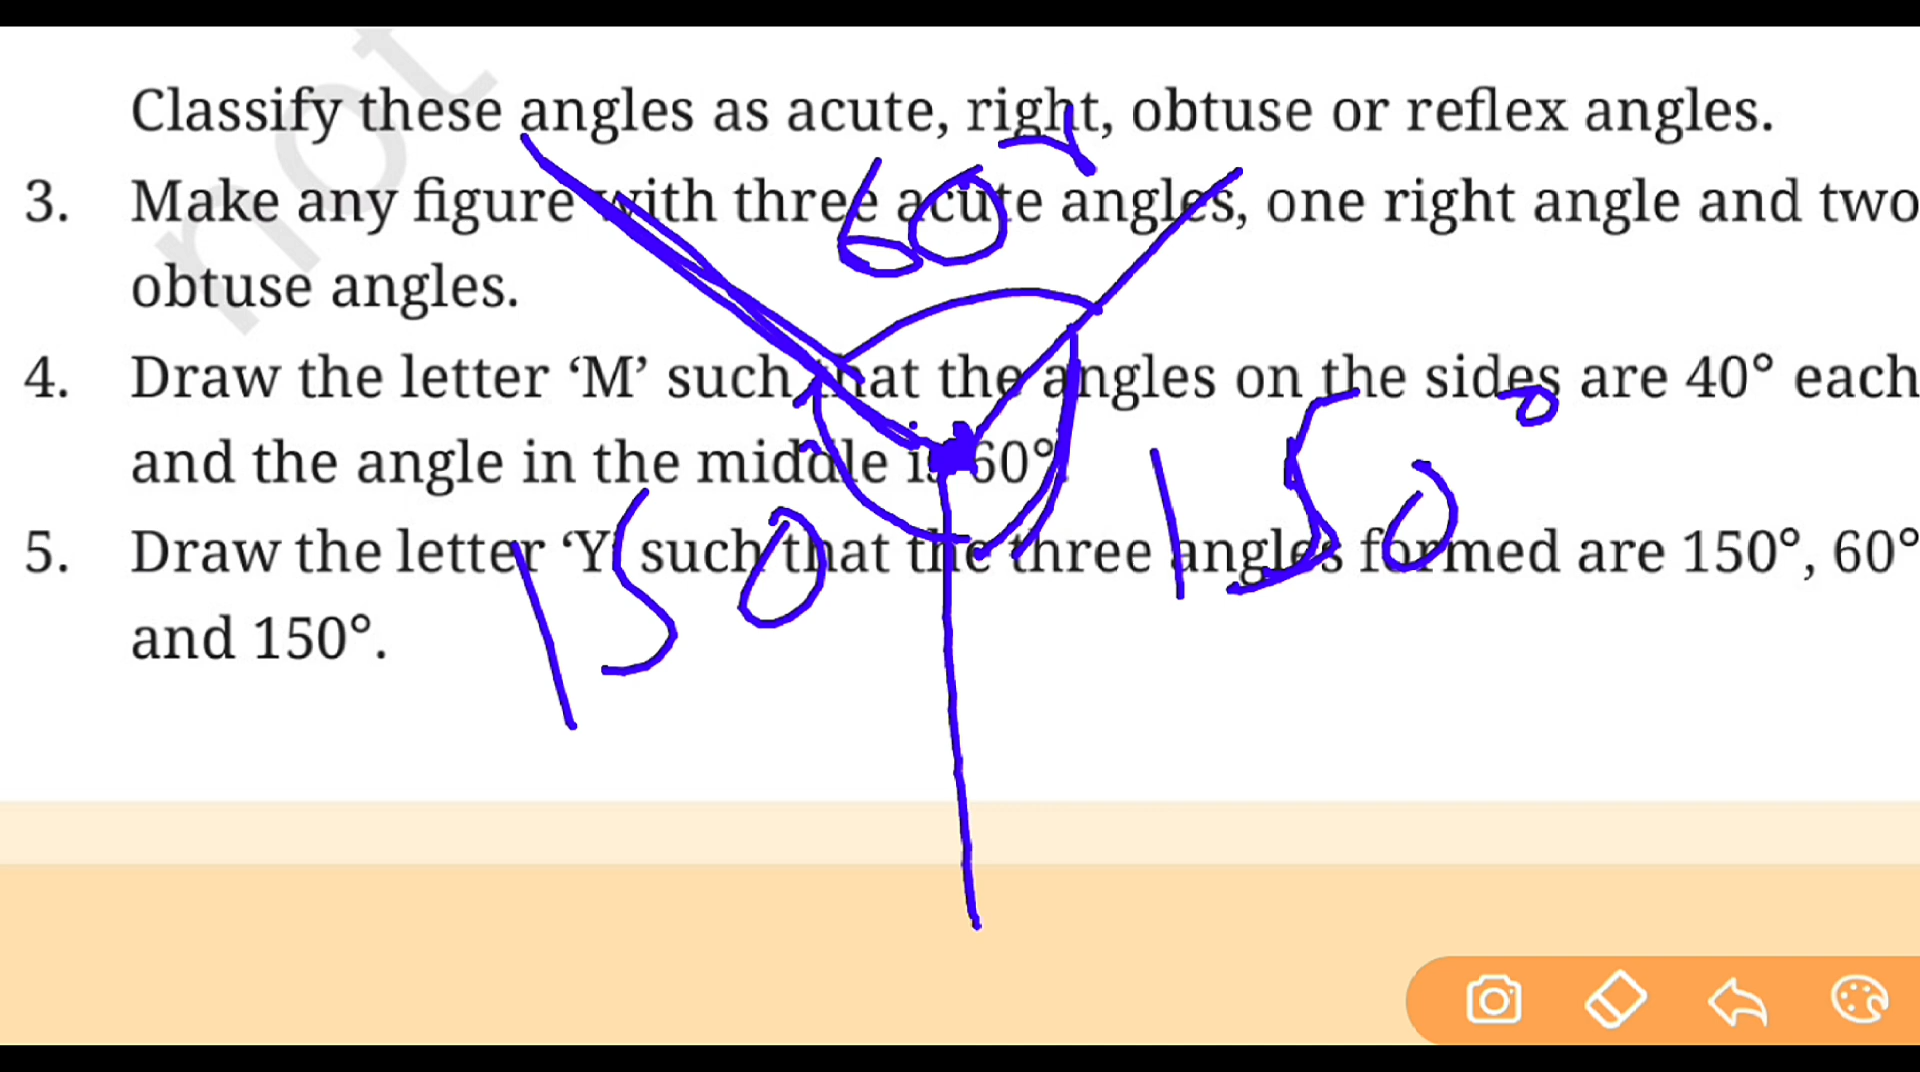 not
Classify these angles as acute, right, obtuse or reflex angles.
3. Make any figure with three acute angles, one right angle and two
obtuse angles.
4. Draw the letter ‘M’ such that the angles on the sides are 40° each
and the angle in the middle is 60°.
5. Draw the letter ‘Y’ such that the three angles formed are 150°, 60°
and 150°.
60°
150
150°